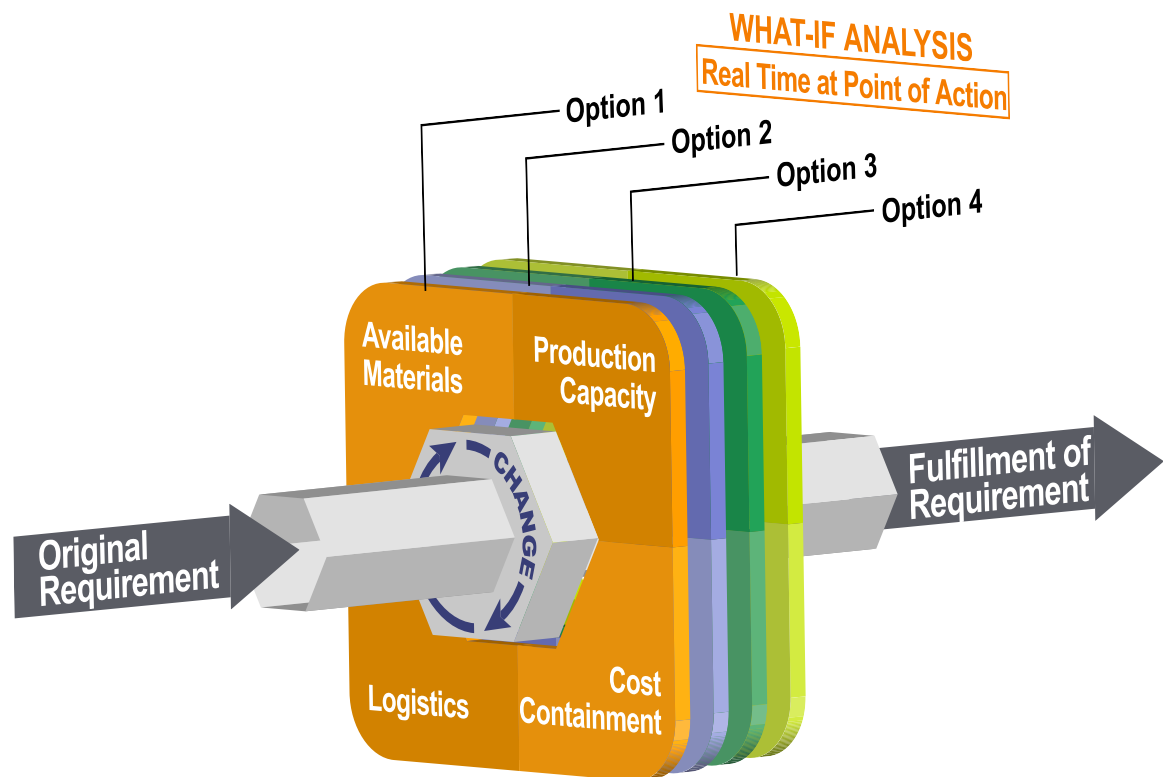 WHAT-IF ANALYSIS
Real Time at Point of Action
Option 1
Option 2
Option 3
Option 4
Available
Materials
Production
Capacity
CHANGE
Original
Requirement
Fulfillment of
Requirement
Logistics
Cost
Containment